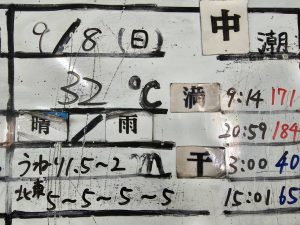 9/8(日) 中 潮
32℃ 満 9:14 171
晴/雨 20:59 184
うねり1.5~2m 干 3:00 40
北東5~5~5~5 15:01 65